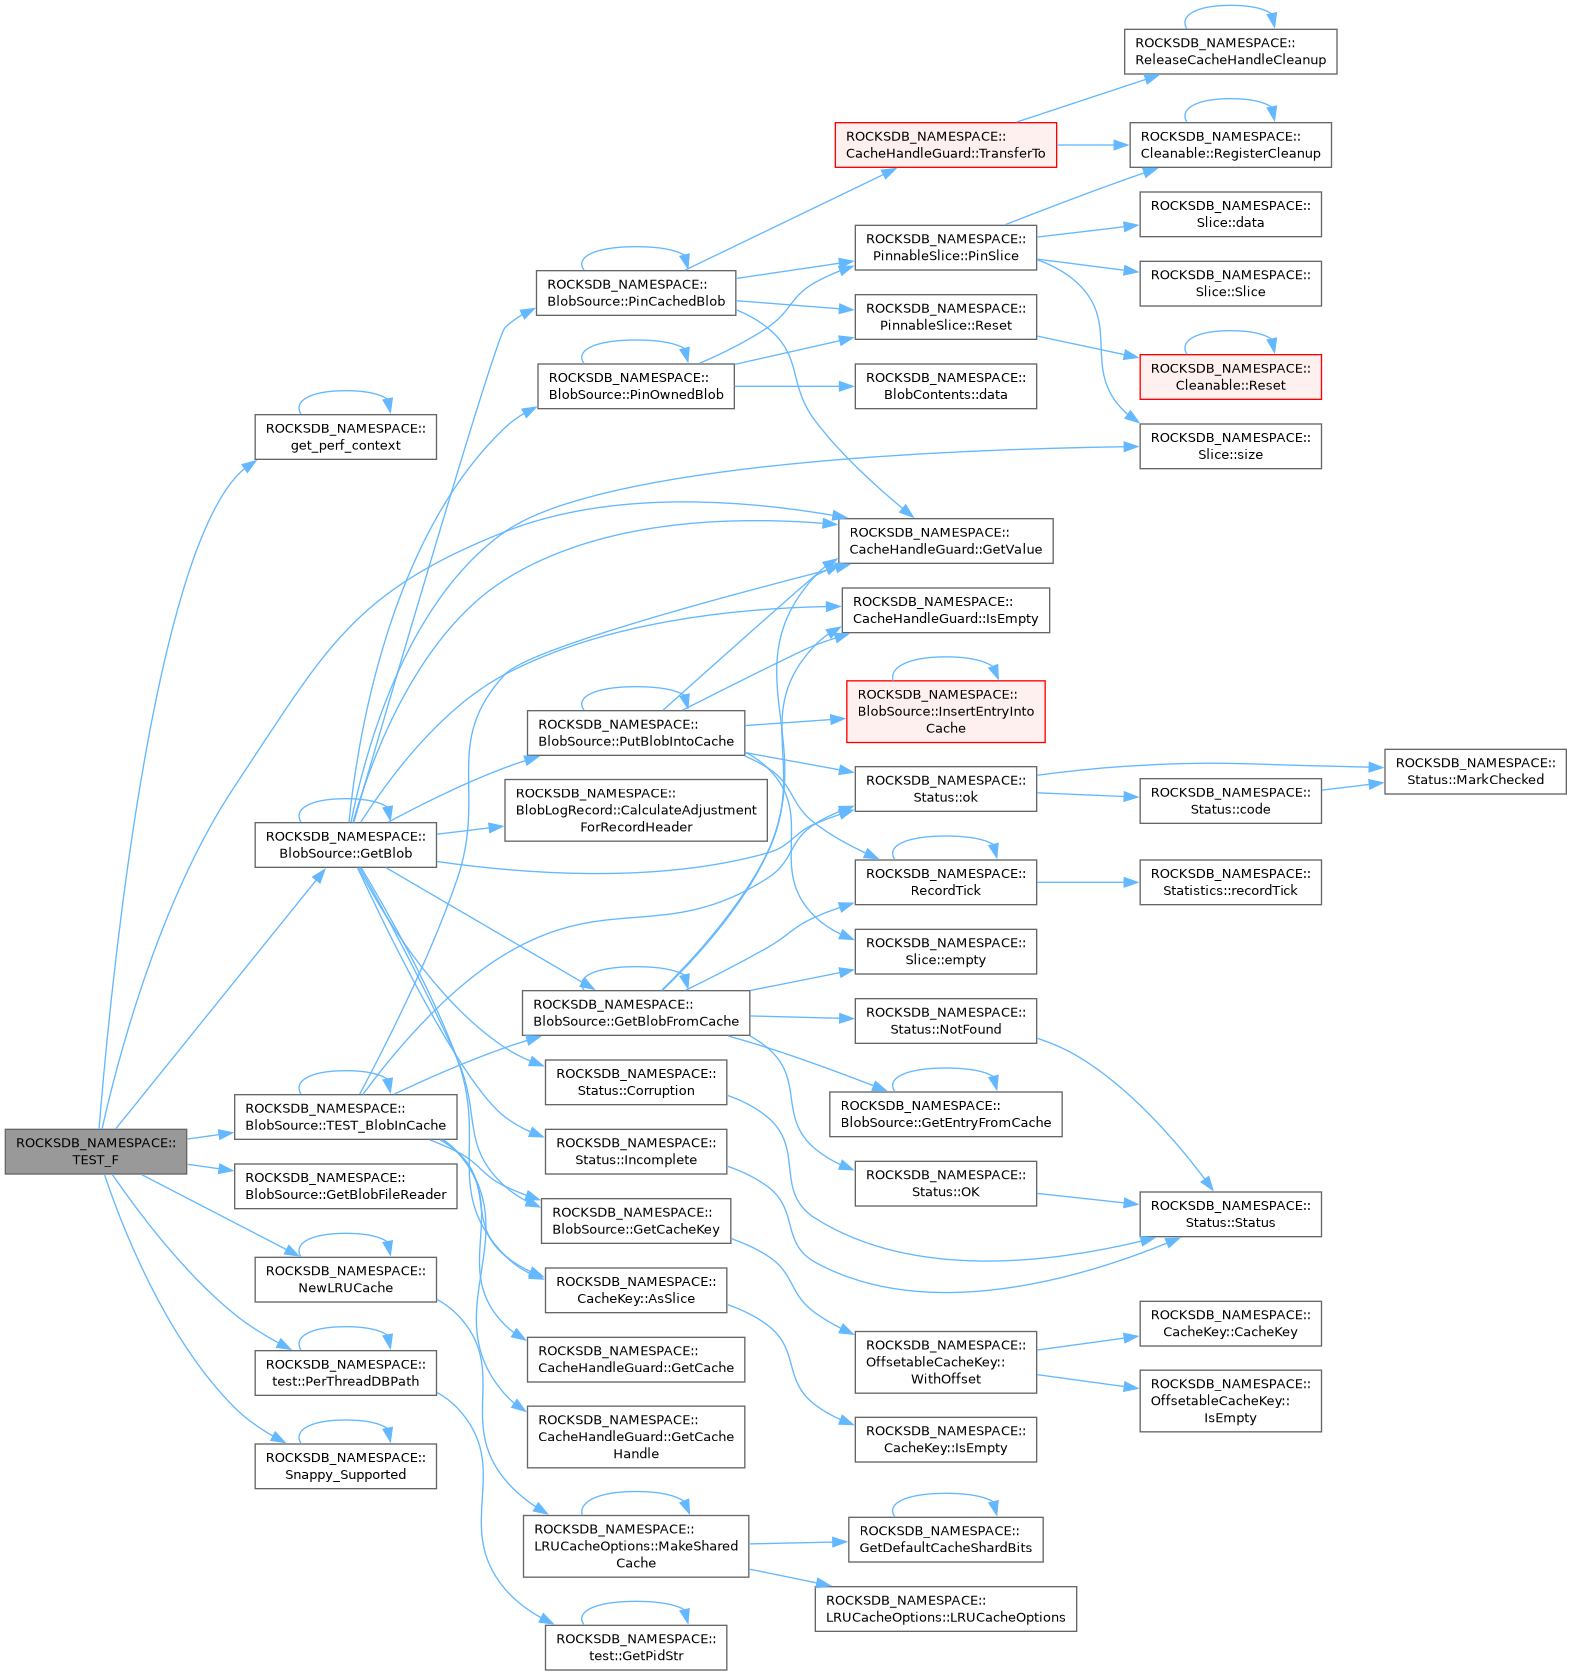 ROCKSDB_NAMESPACE::
ReleaseCacheHandleCleanup
ROCKSDB_NAMESPACE::
CacheHandleGuard::TransferTo
ROCKSDB_NAMESPACE::
Cleanable::RegisterCleanup
ROCKSDB_NAMESPACE::
Slice::data
ROCKSDB_NAMESPACE::
PinnableSlice::PinSlice
ROCKSDB_NAMESPACE::
Slice::Slice
ROCKSDB_NAMESPACE::
BlobSource::PinCachedBlob
ROCKSDB_NAMESPACE::
PinnableSlice::Reset
ROCKSDB_NAMESPACE::
Cleanable::Reset
ROCKSDB_NAMESPACE::
BlobSource::PinOwnedBlob
ROCKSDB_NAMESPACE::
BlobContents::data
ROCKSDB_NAMESPACE::
get_perf_context
ROCKSDB_NAMESPACE::
Slice::size
ROCKSDB_NAMESPACE::
CacheHandleGuard::GetValue
ROCKSDB_NAMESPACE::
CacheHandleGuard::IsEmpty
ROCKSDB_NAMESPACE::
BlobSource::InsertEntryInto
Cache
ROCKSDB_NAMESPACE::
BlobSource::PutBlobIntoCache
ROCKSDB_NAMESPACE::
Status::MarkChecked
ROCKSDB_NAMESPACE::
Status::ok
ROCKSDB_NAMESPACE::
Status::code
ROCKSDB_NAMESPACE::
BlobLogRecord::CalculateAdjustment
ForRecordHeader
ROCKSDB_NAMESPACE::
BlobSource::GetBlob
ROCKSDB_NAMESPACE::
RecordTick
ROCKSDB_NAMESPACE::
Statistics::recordTick
ROCKSDB_NAMESPACE::
Slice::empty
ROCKSDB_NAMESPACE::
BlobSource::GetBlobFromCache
ROCKSDB_NAMESPACE::
Status::NotFound
ROCKSDB_NAMESPACE::
Status::Corruption
ROCKSDB_NAMESPACE::
BlobSource::GetEntryFromCache
ROCKSDB_NAMESPACE::
BlobSource::TEST_BlobInCache
ROCKSDB_NAMESPACE::
TEST_F
ROCKSDB_NAMESPACE::
Status::Incomplete
ROCKSDB_NAMESPACE::
BlobSource::GetBlobFileReader
ROCKSDB_NAMESPACE::
Status::OK
ROCKSDB_NAMESPACE::
BlobSource::GetCacheKey
ROCKSDB_NAMESPACE::
Status::Status
ROCKSDB_NAMESPACE::
NewLRUCache
ROCKSDB_NAMESPACE::
CacheKey::AsSlice
ROCKSDB_NAMESPACE::
CacheKey::CacheKey
ROCKSDB_NAMESPACE::
CacheHandleGuard::GetCache
ROCKSDB_NAMESPACE::
OffsetableCacheKey::
WithOffset
ROCKSDB_NAMESPACE::
test::PerThreadDBPath
ROCKSDB_NAMESPACE::
OffsetableCacheKey::
IsEmpty
ROCKSDB_NAMESPACE::
CacheHandleGuard::GetCache
Handle
ROCKSDB_NAMESPACE::
CacheKey::IsEmpty
ROCKSDB_NAMESPACE::
Snappy_Supported
ROCKSDB_NAMESPACE::
LRUCacheOptions::MakeShared
Cache
ROCKSDB_NAMESPACE::
GetDefaultCacheShardBits
ROCKSDB_NAMESPACE::
LRUCacheOptions::LRUCacheOptions
ROCKSDB_NAMESPACE::
test::GetPidStr